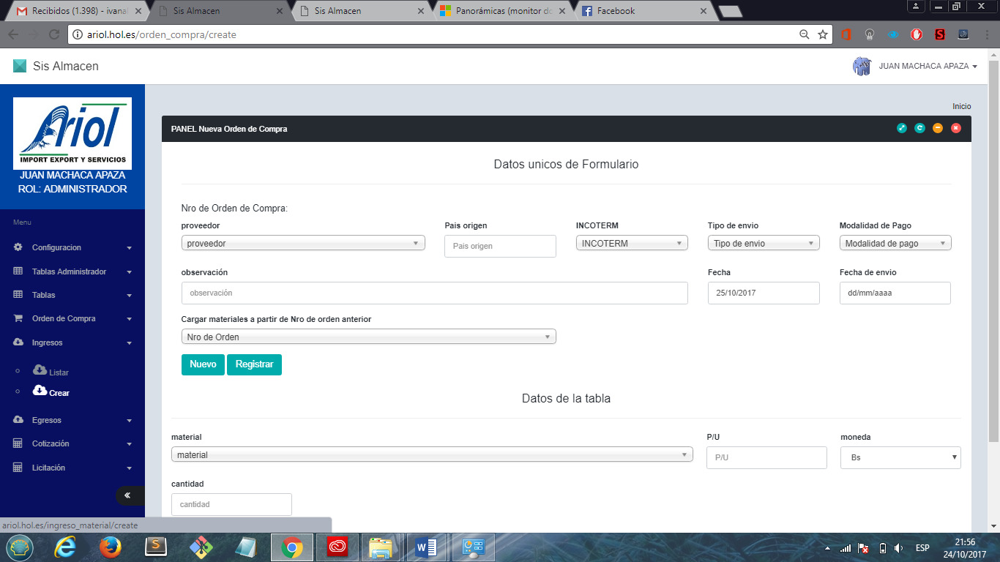 Recibidos (1.398) - ivanal
Sis Almacen
Sis Almacen
Panorámicas (monitor do
Facebook
ariol.hol.es/orden_compra/create
Sis Almacen
JUAN MACHACA APAZA
Ariol
IMPORT EXPORT Y SERVICIOS
JUAN MACHACA APAZA
ROL: ADMINISTRADOR
Menu
Configuracion
Tablas Administrador
Tablas
Orden de Compra
Ingresos
Listar
Crear
Egresos
Cotización
Licitación
Inicio
PANEL Nueva Orden de Compra
Datos unicos de Formulario
Nro de Orden de Compra:
proveedor Pais origen INCOTERM Tipo de envio Modalidad de Pago
proveedor Pais origen INCOTERM Tipo de envio Modalidad de pago
observación Fecha Fecha de envio
observación 25/10/2017 dd/mm/aaaa
Cargar materiales a partir de Nro de orden anterior
Nro de Orden
Nuevo Registrar
Datos de la tabla
material P/U moneda
material P/U Bs
cantidad
cantidad
ariol.hol.es/ingreso_material/create
ESP
21:56
24/10/2017